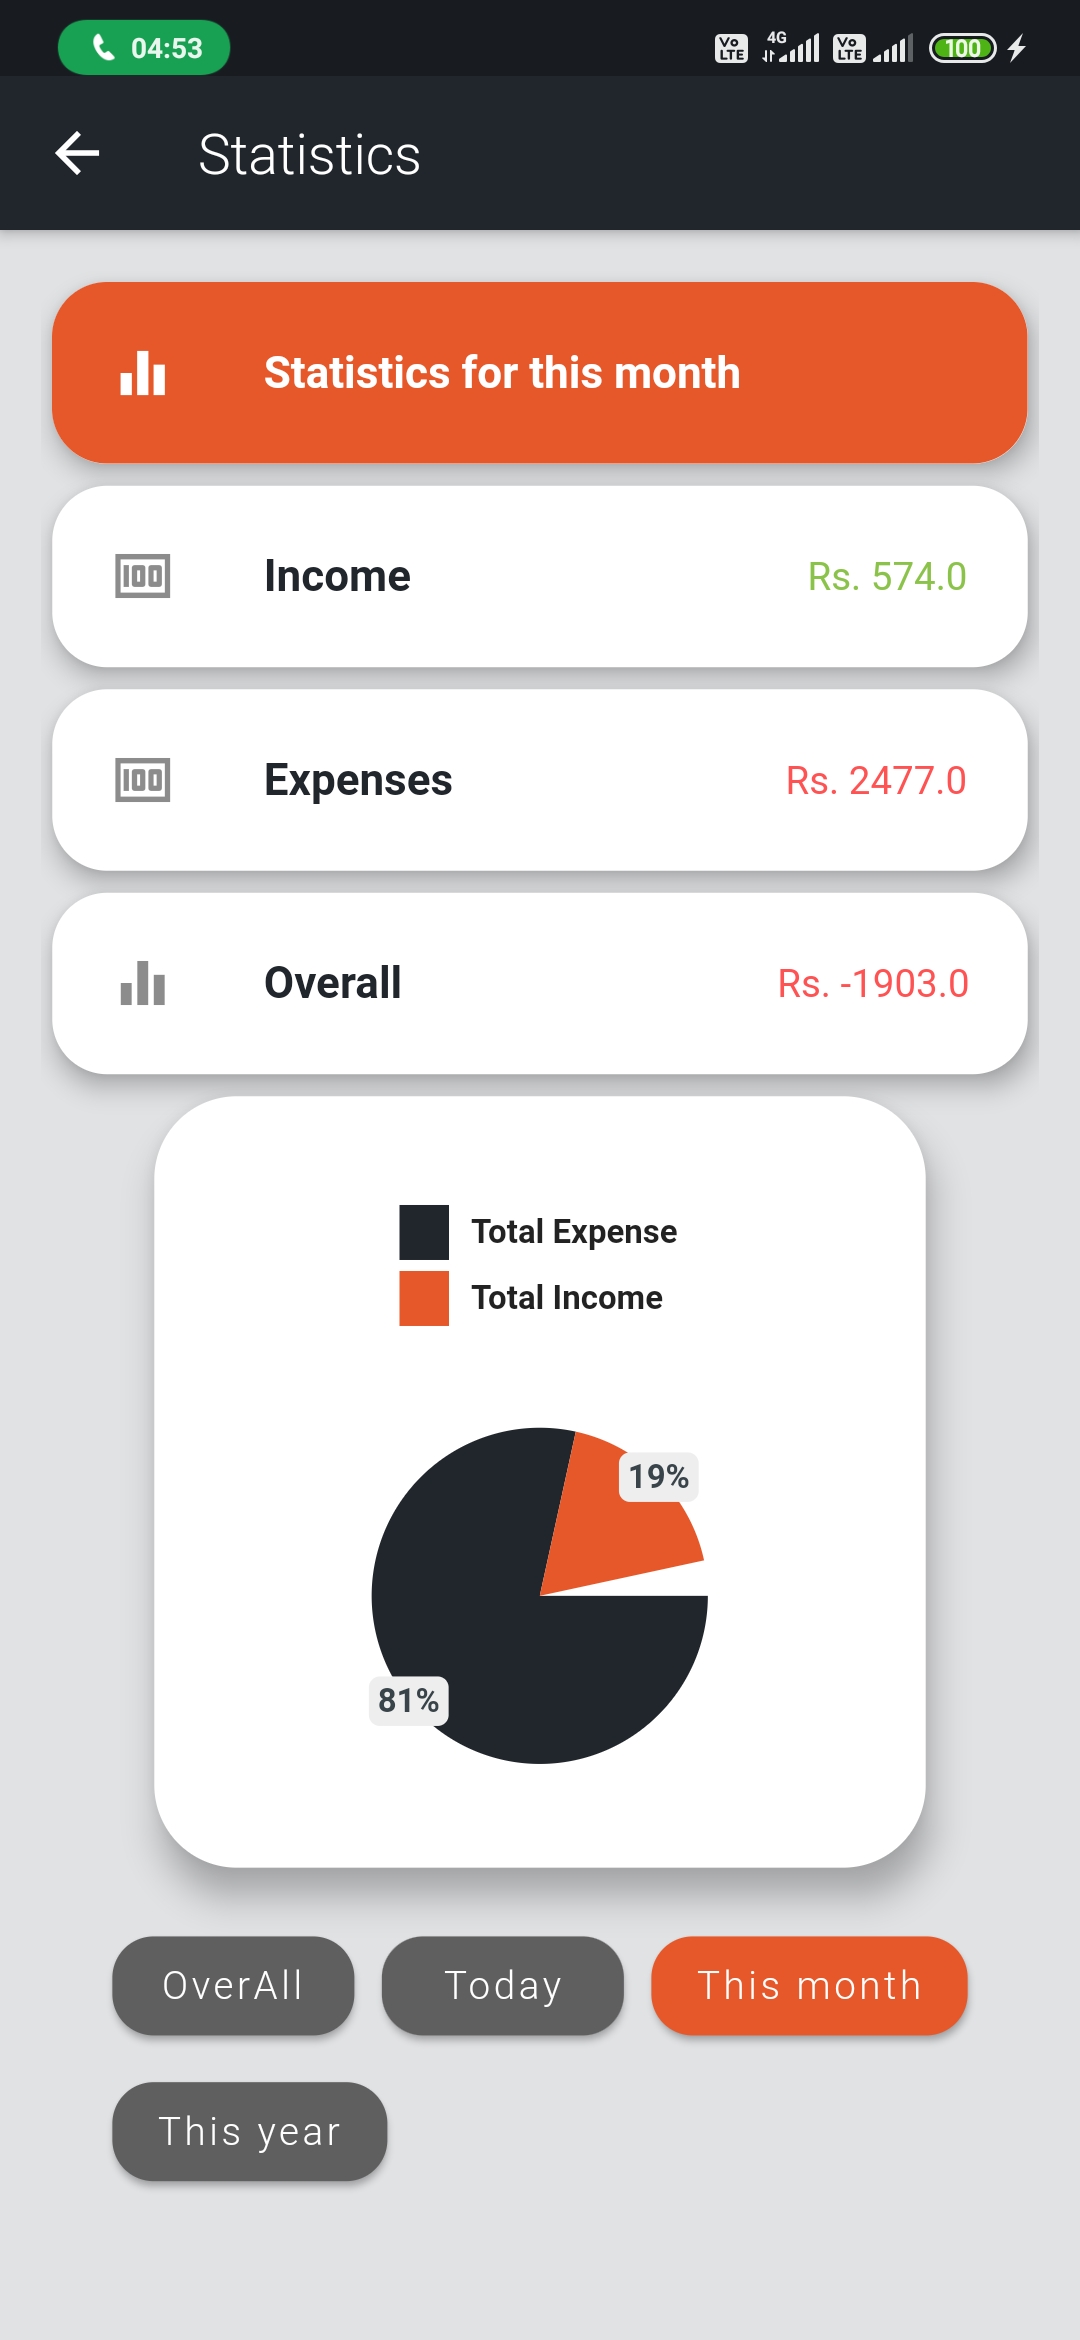 04:53
Vo LTE 4G Vo LTE 100
Statistics
Statistics for this month
100 Income Rs. 574.0
100 Expenses Rs. 2477.0
Overall Rs. -1903.0
Total Expense
Total Income
19%
81%
OverAll Today This month
This year